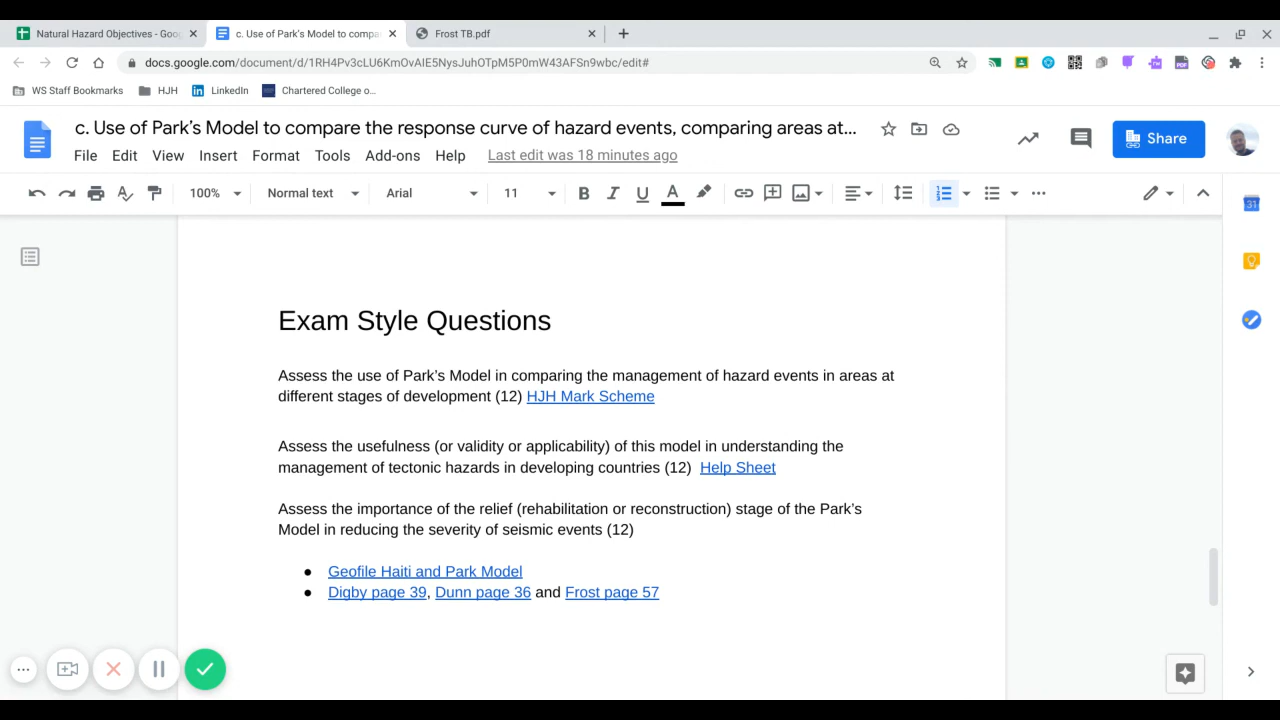 Natural Hazard Objectives - Goo
c. Use of Park's Model to compa
Frost TB.pdf
docs.google.com/document/d/1RH4Pv3cLU6KmOvAIE5NysJuhOTpM5P0mW43AFSn9wbc/edit#
WS Staff Bookmarks
HJH
LinkedIn
Chartered College o...
c. Use of Park's Model to compare the response curve of hazard events, comparing areas at...
Share
File Edit View Insert Format Tools Add-ons Help Last edit was 18 minutes ago
100% Normal text Arial 11 B I U A
31
Exam Style Questions
Assess the use of Park's Model in comparing the management of hazard events in areas at
different stages of development (12) HJH Mark Scheme
Assess the usefulness (or validity or applicability) of this model in understanding the
management of tectonic hazards in developing countries (12) Help Sheet
Assess the importance of the relief (rehabilitation or reconstruction) stage of the Park's
Model in reducing the severity of seismic events (12)
● Geofile Haiti and Park Model
● Digby page 39, Dunn page 36 and Frost page 57